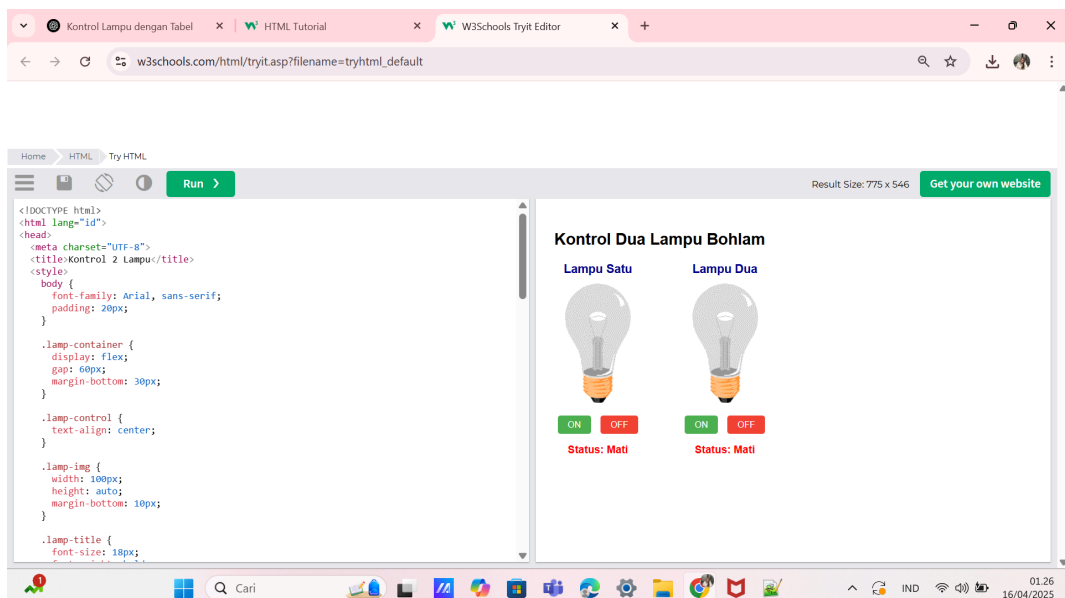 Kontrol Lampu dengan Tabel
HTML Tutorial
W3Schools Tryit Editor
w3schools.com/html/tryit.asp?filename=tryhtml_default
Home HTML Try HTML
Run ❯
Result Size: 775 x 546
Get your own website
<!DOCTYPE html>
<html lang="id">
<head>
  <meta charset="UTF-8">
  <title>Kontrol 2 Lampu</title>
  <style>
    body {
      font-family: Arial, sans-serif;
      padding: 20px;
    }
    .lamp-container {
      display: flex;
      gap: 60px;
      margin-bottom: 30px;
    }
    .lamp-control {
      text-align: center;
    }
    .lamp-img {
      width: 100px;
      height: auto;
      margin-bottom: 10px;
    }
    .lamp-title {
      font-size: 18px;
Kontrol Dua Lampu Bohlam
Lampu Satu Lampu Dua
ON OFF ON OFF
Status: Mati Status: Mati
1
Cari
IND
01.26
16/04/2025